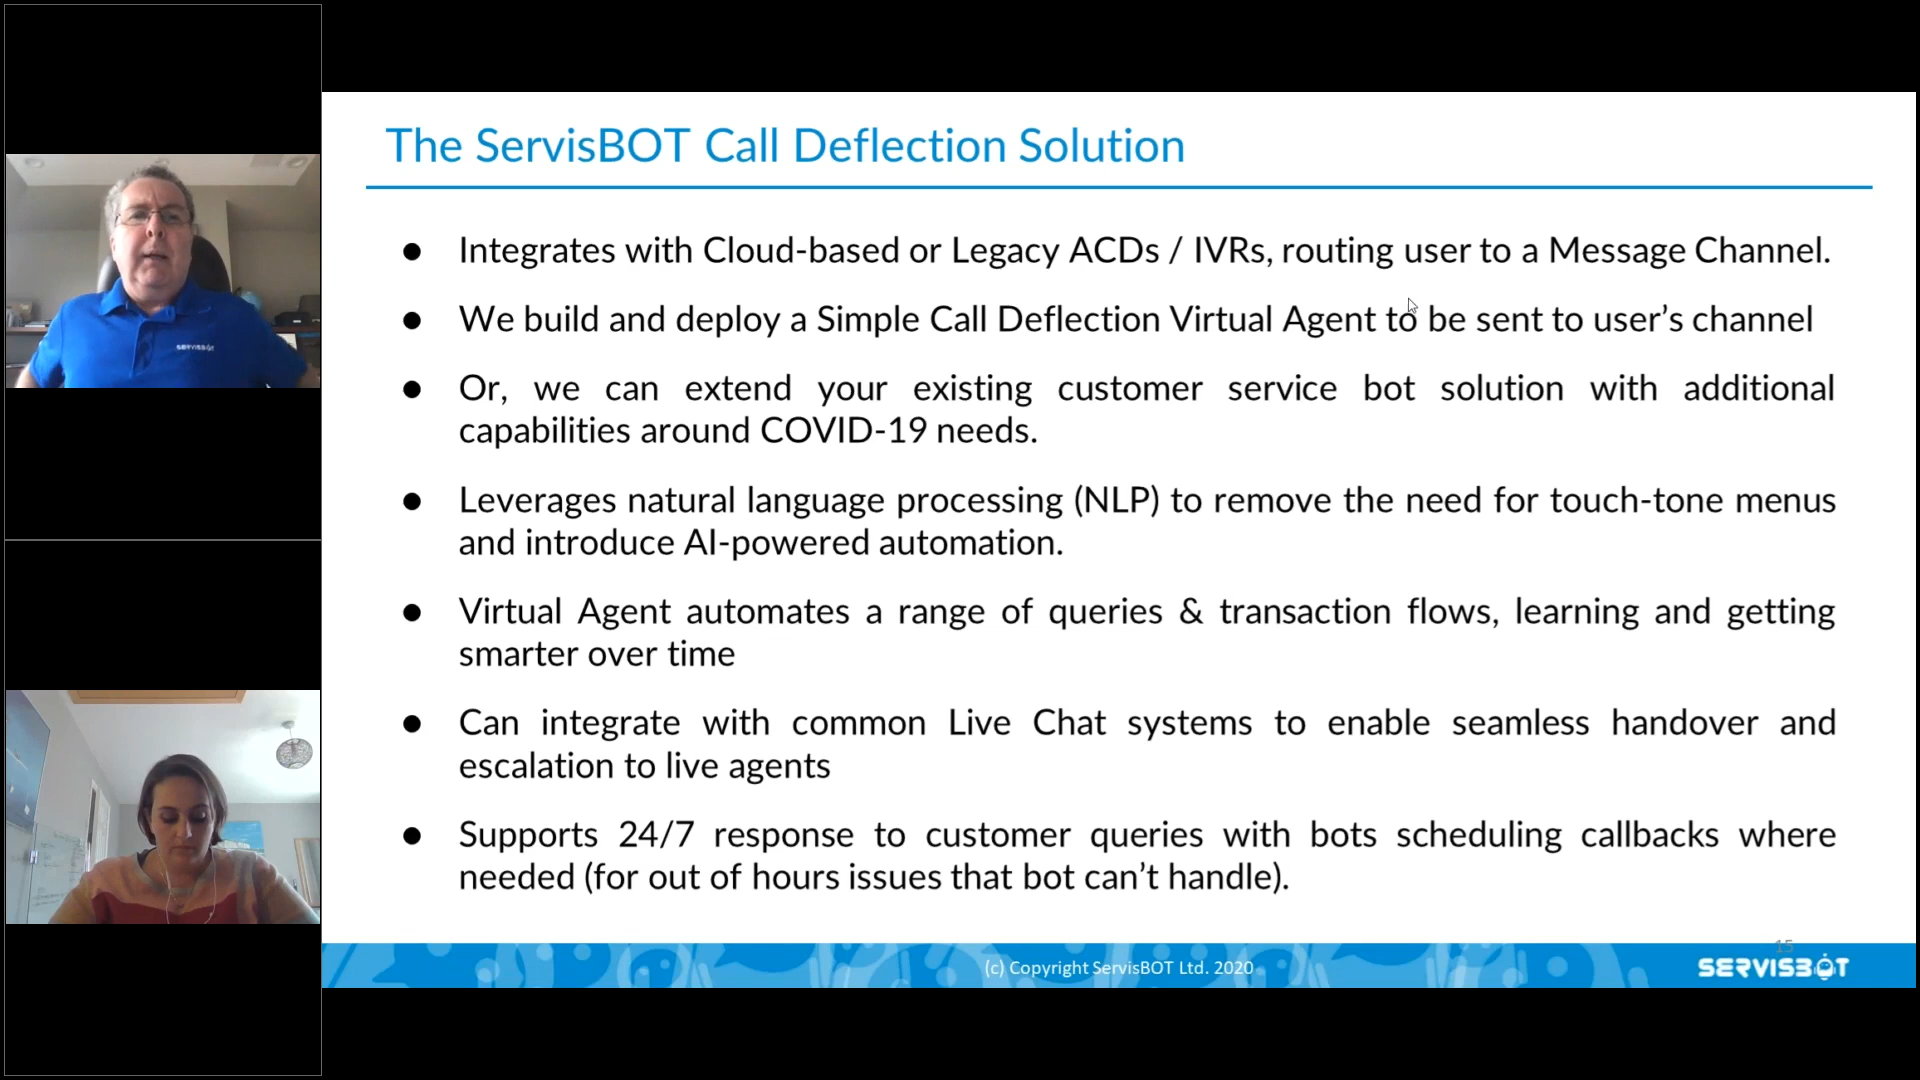 The ServisBOT Call Deflection Solution
● Integrates with Cloud-based or Legacy ACDs / IVRs, routing user to a Message Channel.
● We build and deploy a Simple Call Deflection Virtual Agent to be sent to user’s channel
● Or, we can extend your existing customer service bot solution with additional
capabilities around COVID-19 needs.
● Leverages natural language processing (NLP) to remove the need for touch-tone menus
and introduce AI-powered automation.
● Virtual Agent automates a range of queries & transaction flows, learning and getting
smarter over time
● Can integrate with common Live Chat systems to enable seamless handover and
escalation to live agents
● Supports 24/7 response to customer queries with bots scheduling callbacks where
needed (for out of hours issues that bot can’t handle).
15
(c) Copyright ServisBOT Ltd. 2020
SERVISBOT
SERVISBOT